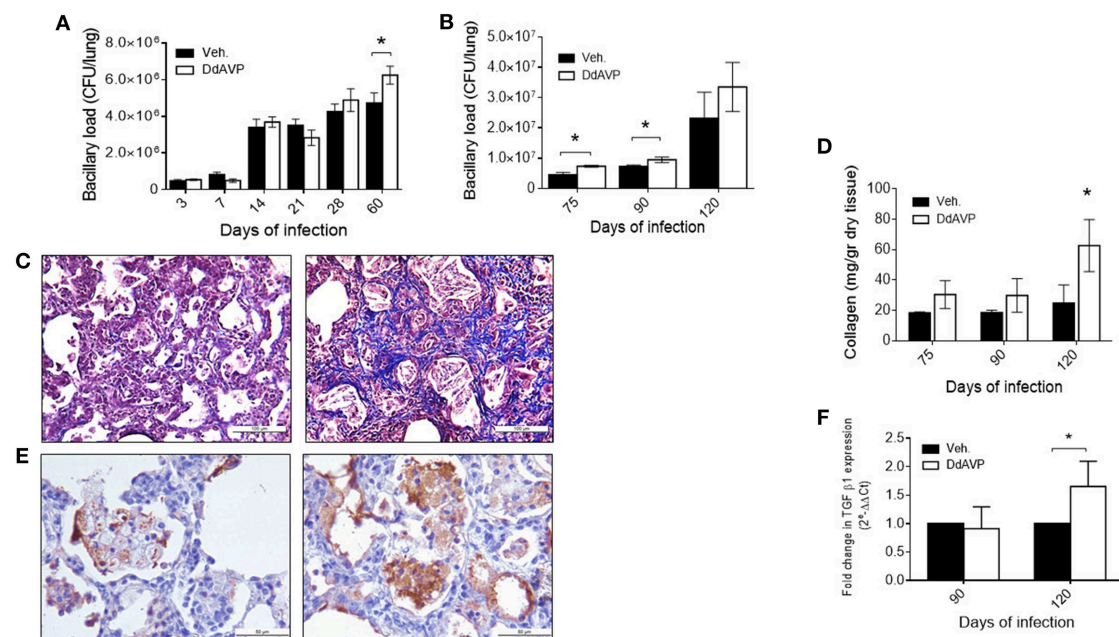 A
Bacillary load (CFU/lung)
8.0×10⁶
6.0×10⁶
4.0×10⁶
2.0×10⁶
0
Veh.
DdAVP
*
3 7 14 21 28 60
Days of infection
B
Bacillary load (CFU/lung)
5.0×10⁷
4.0×10⁷
3.0×10⁷
2.0×10⁷
1.0×10⁷
0
Veh.
DdAVP
* *
75 90 120
Days of infection
C
100 µm
100 µm
D
Collagen (mg/gr dry tissue)
100
80
60
40
20
0
Veh.
DdAVP
*
75 90 120
Days of infection
E
50 µm
50 µm
F
Fold change in TGF β1 expression
(2^e-ΔΔCt)
2.5
2.0
1.5
1.0
0.5
0.0
Veh.
DdAVP
*
90 120
Days of infection